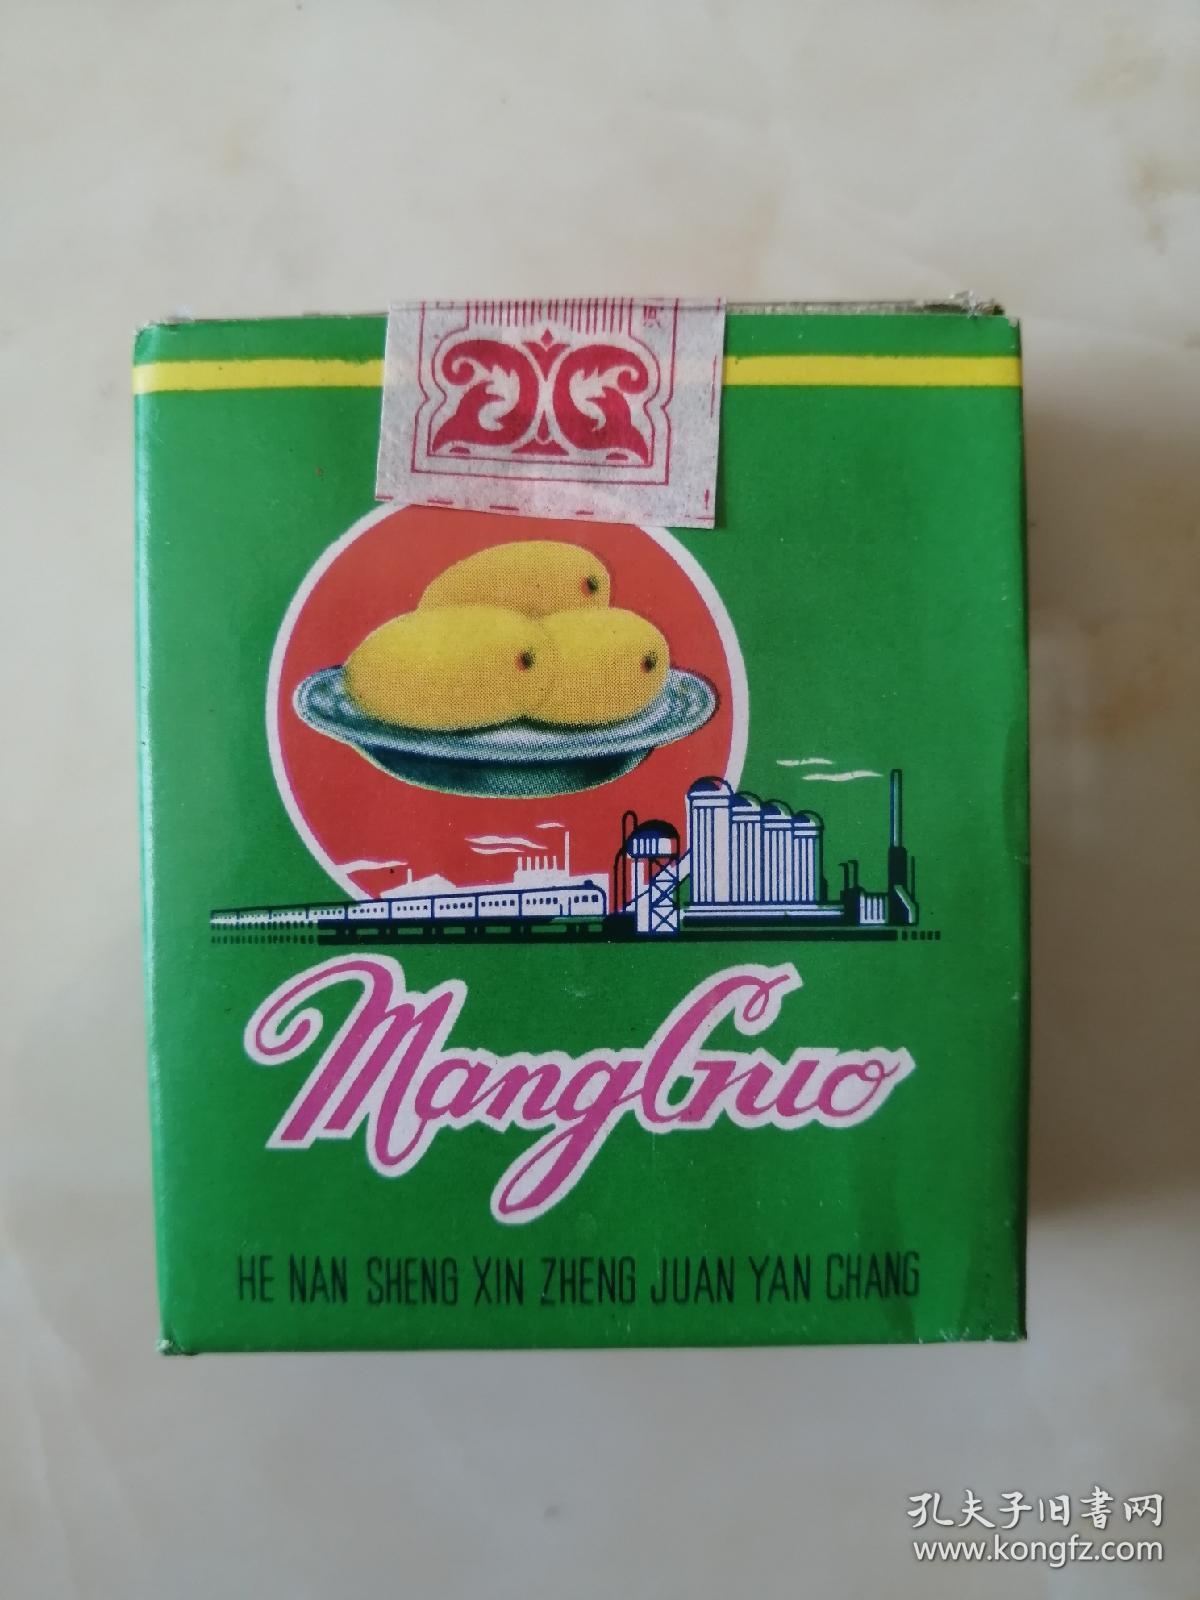 MangGuo
HE NAN SHENG XIN ZHENG JUAN YAN CHANG
孔夫子旧书网
www.kongfz.com